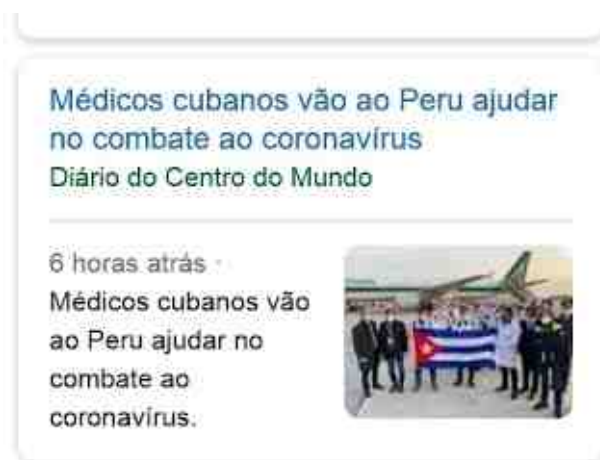 Médicos cubanos vão ao Peru ajudar
no combate ao coronavírus
Diário do Centro do Mundo
6 horas atrás ·
Médicos cubanos vão
ao Peru ajudar no
combate ao
coronavírus.